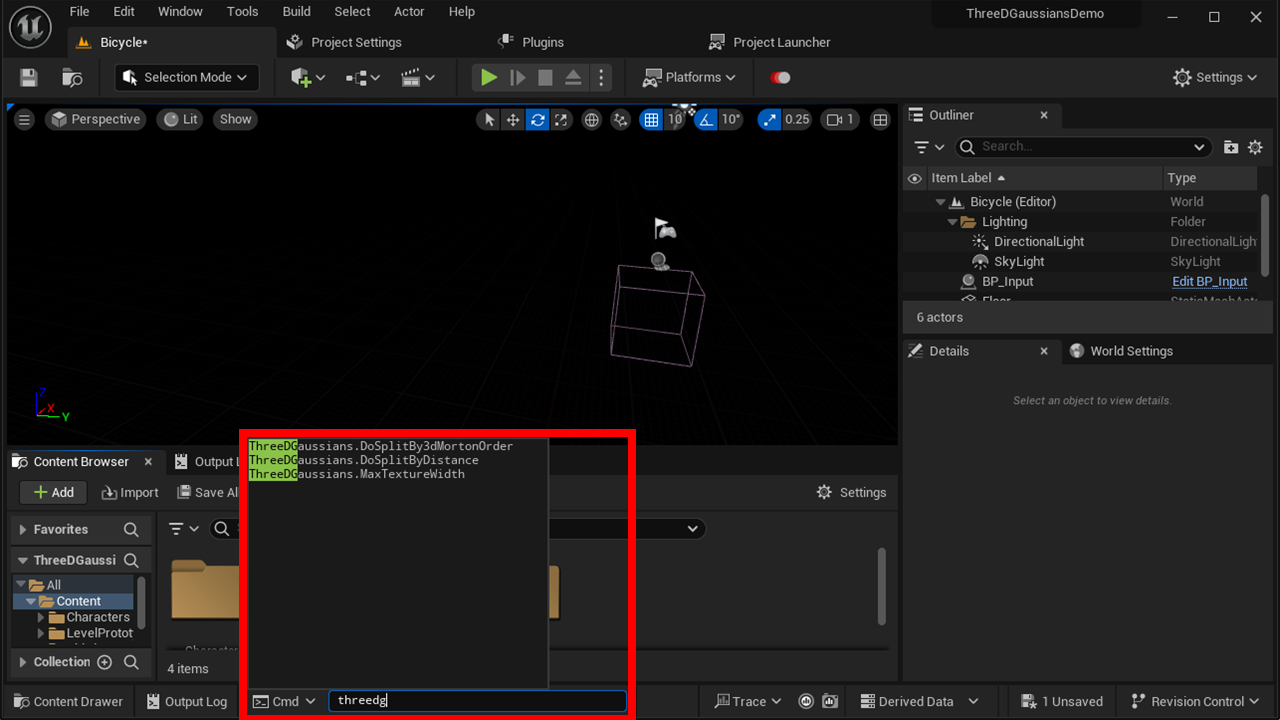 File Edit Window Tools Build Select Actor Help
ThreeDGaussiansDemo
Bicycle* Project Settings Plugins Project Launcher
Selection Mode Platforms Settings
Perspective Lit Show 10 10° 0.25 1
Z
X
Y
Outliner
Search...
Item Label Type
Bicycle (Editor) World
Lighting Folder
DirectionalLight DirectionalLigh
SkyLight SkyLight
BP_Input Edit BP_Input
6 actors
Details World Settings
Select an object to view details.
Content Browser Output L
ThreeDGaussians.DoSplitBy3dMortonOrder
ThreeDGaussians.DoSplitByDistance
ThreeDGaussians.MaxTextureWidth
Add Import Save Al Settings
Favorites
ThreeDGaussi
All
Content
Characters
LevelProtot
Collection
4 items
Content Drawer Output Log Cmd threedg Trace Derived Data 1 Unsaved Revision Control